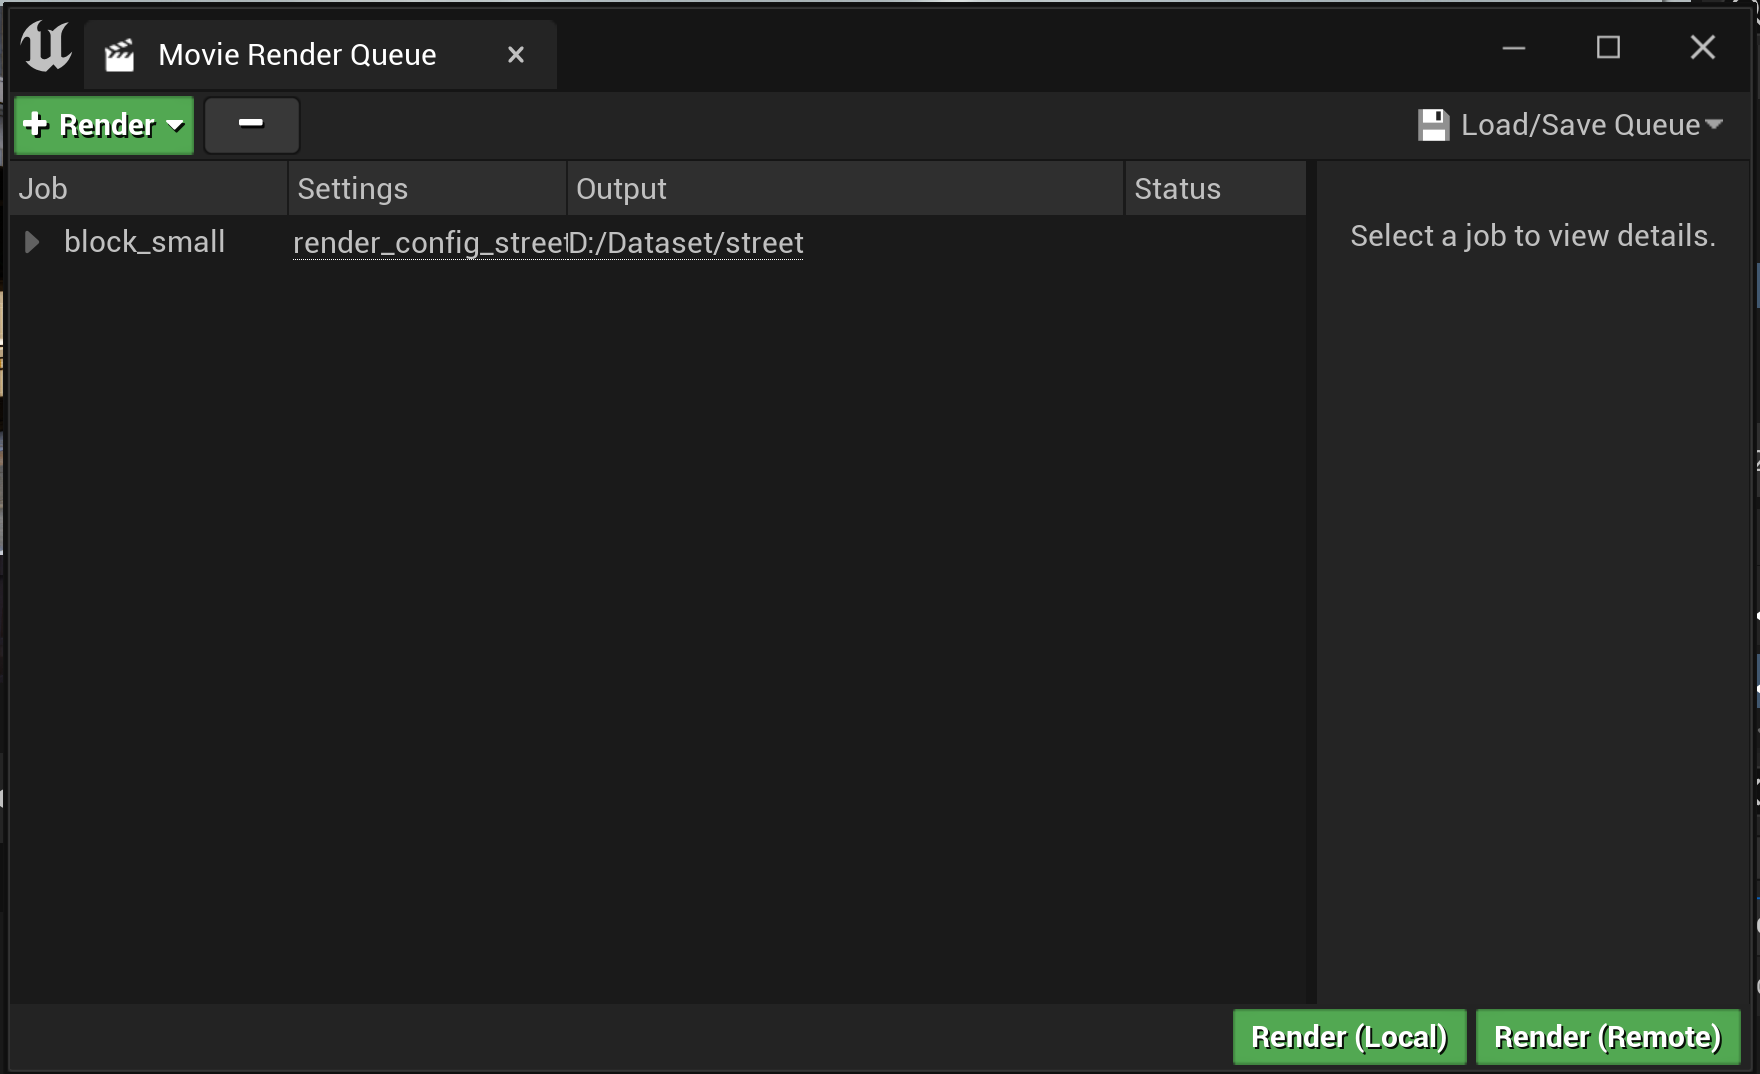 Movie Render Queue
Render
Load/Save Queue
Job Settings Output Status
block_small render_config_street D:/Dataset/street
Select a job to view details.
Render (Local) Render (Remote)